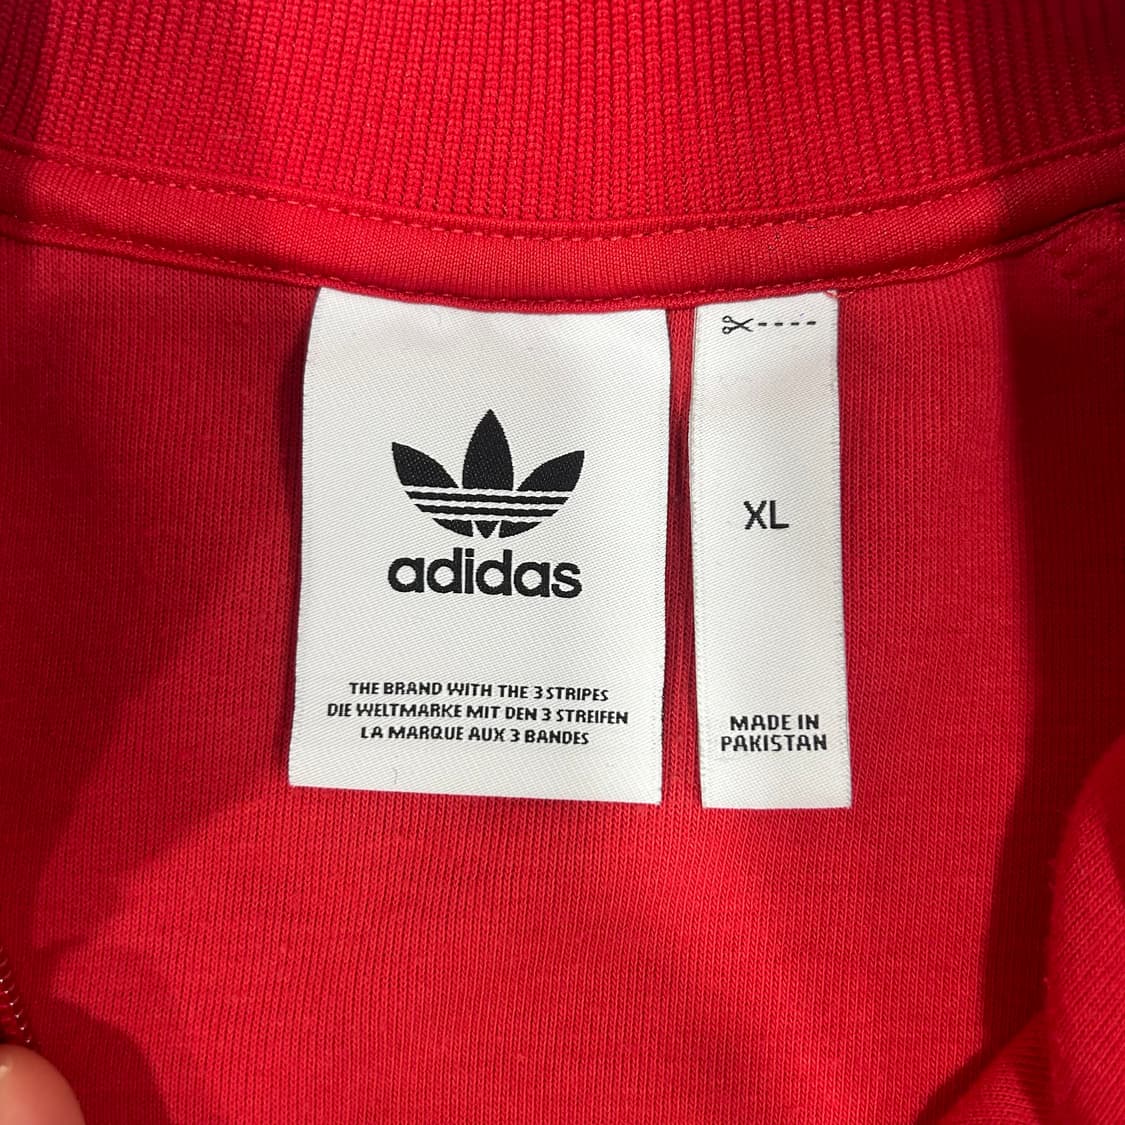 adidas
THE BRAND WITH THE 3 STRIPES
DIE WELTMARKE MIT DEN 3 STREIFEN
LA MARQUE AUX 3 BANDES
XL
MADE IN
PAKISTAN